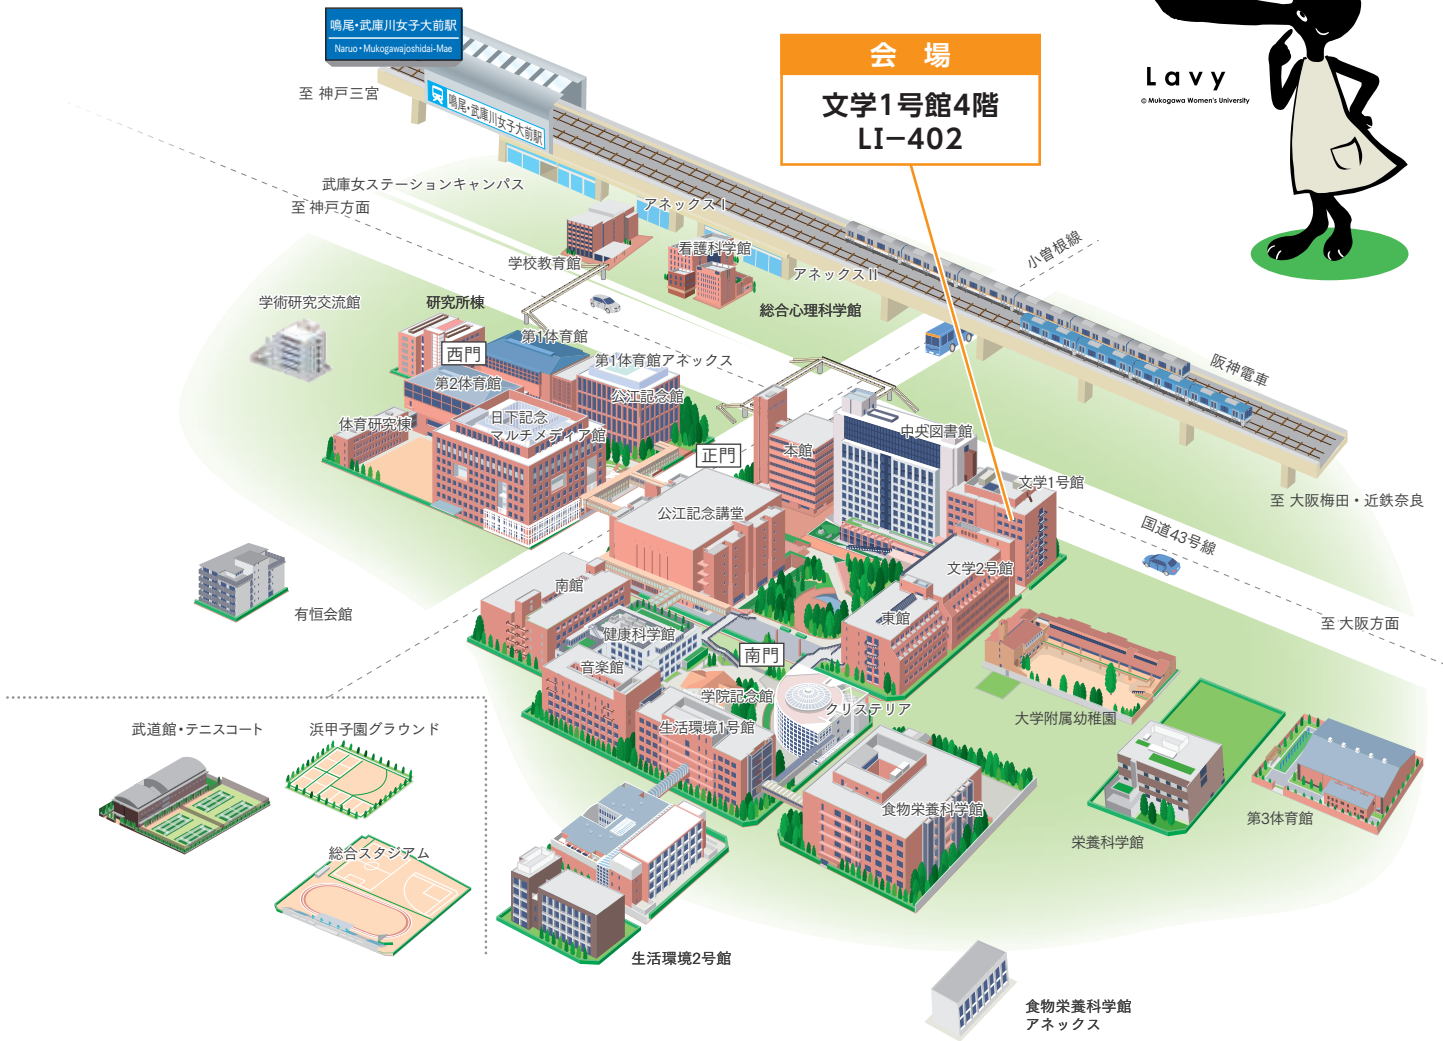 鳴尾・武庫川女子大前駅
Naruo・Mukogawajoshidai-Mae
至 神戸三宮
鳴尾・武庫川女子大前駅
会 場
文学1号館4階
LI−402
Lavy
© Mukogawa Women's University
武庫女ステーションキャンパス
至 神戸方面
アネックスⅠ
学校教育館
看護科学館
アネックスⅡ
小曽根線
総合心理科学館
学術研究交流館
研究所棟
西門
第1体育館
第1体育館アネックス
第2体育館
公江記念館
阪神電車
体育研究棟
日下記念
マルチメディア館
正門
本館
中央図書館
文学1号館
至 大阪梅田・近鉄奈良
公江記念講堂
国道43号線
文学2号館
南館
有恒会館
健康科学館
東館
至 大阪方面
南門
音楽館
学院記念館
クリステリア
生活環境1号館
大学附属幼稚園
武道館・テニスコート
浜甲子園グラウンド
食物栄養科学館
第3体育館
栄養科学館
総合スタジアム
生活環境2号館
食物栄養科学館
アネックス